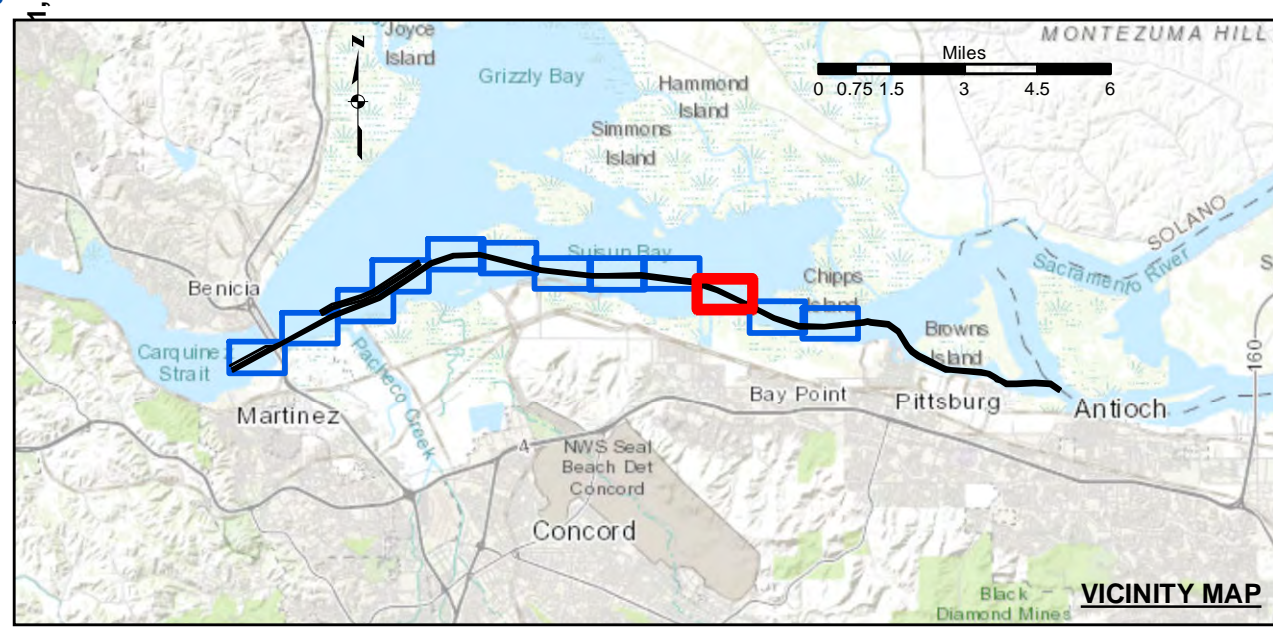 1,
Joyce
Island
Z
MONTEZUMA HILL
Miles
0 0.75 1.5 3 4.5 6
Grizzly Bay
Hammond
Island
Simmons
Island
SOLANO
Sacramento River
S
Suisun Bay
Chipps
Island
Benicia
Browns
Island
160
Carquinez
Strait
Pacheco Creek
Martinez
Bay Point
Pittsburg
Antioch
4
NWS Seal
Beach Det
Concord
Concord
Black
Diamond Mines
VICINITY MAP